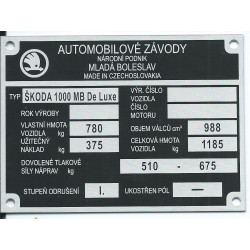 AUTOMOBILOVÉ ZÁVODY
NÁRODNÍ PODNIK
MLADÁ BOLESLAV
MADE IN CZECHOSLOVAKIA
TYP ŠKODA 1000 MB De Luxe
VÝR. ČÍSLO VOZIDLA
ROK VÝROBY
ČÍSLO MOTORU
VLASTNÍ HMOTA VOZIDLA kg 780
OBJEM VÁLCŮ cm³ 988
UŽITEČNÝ NÁKLAD kg 375
CELKOVÁ HMOTA VOZIDLA kg 1185
DOVOLENÉ TLAKOVÉ SÍLY NÁPRAV kg 510 - 675
STUPEŇ ODRUŠENÍ I.
UKOSTŘEN PÓL —